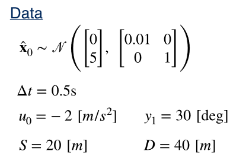 Data
x̂₀ ~ 𝒩 ( [0 5], [0.01 0 0 1] )
Δt = 0.5s
u₀ = − 2 [m/s²] y₁ = 30 [deg]
S = 20 [m] D = 40 [m]